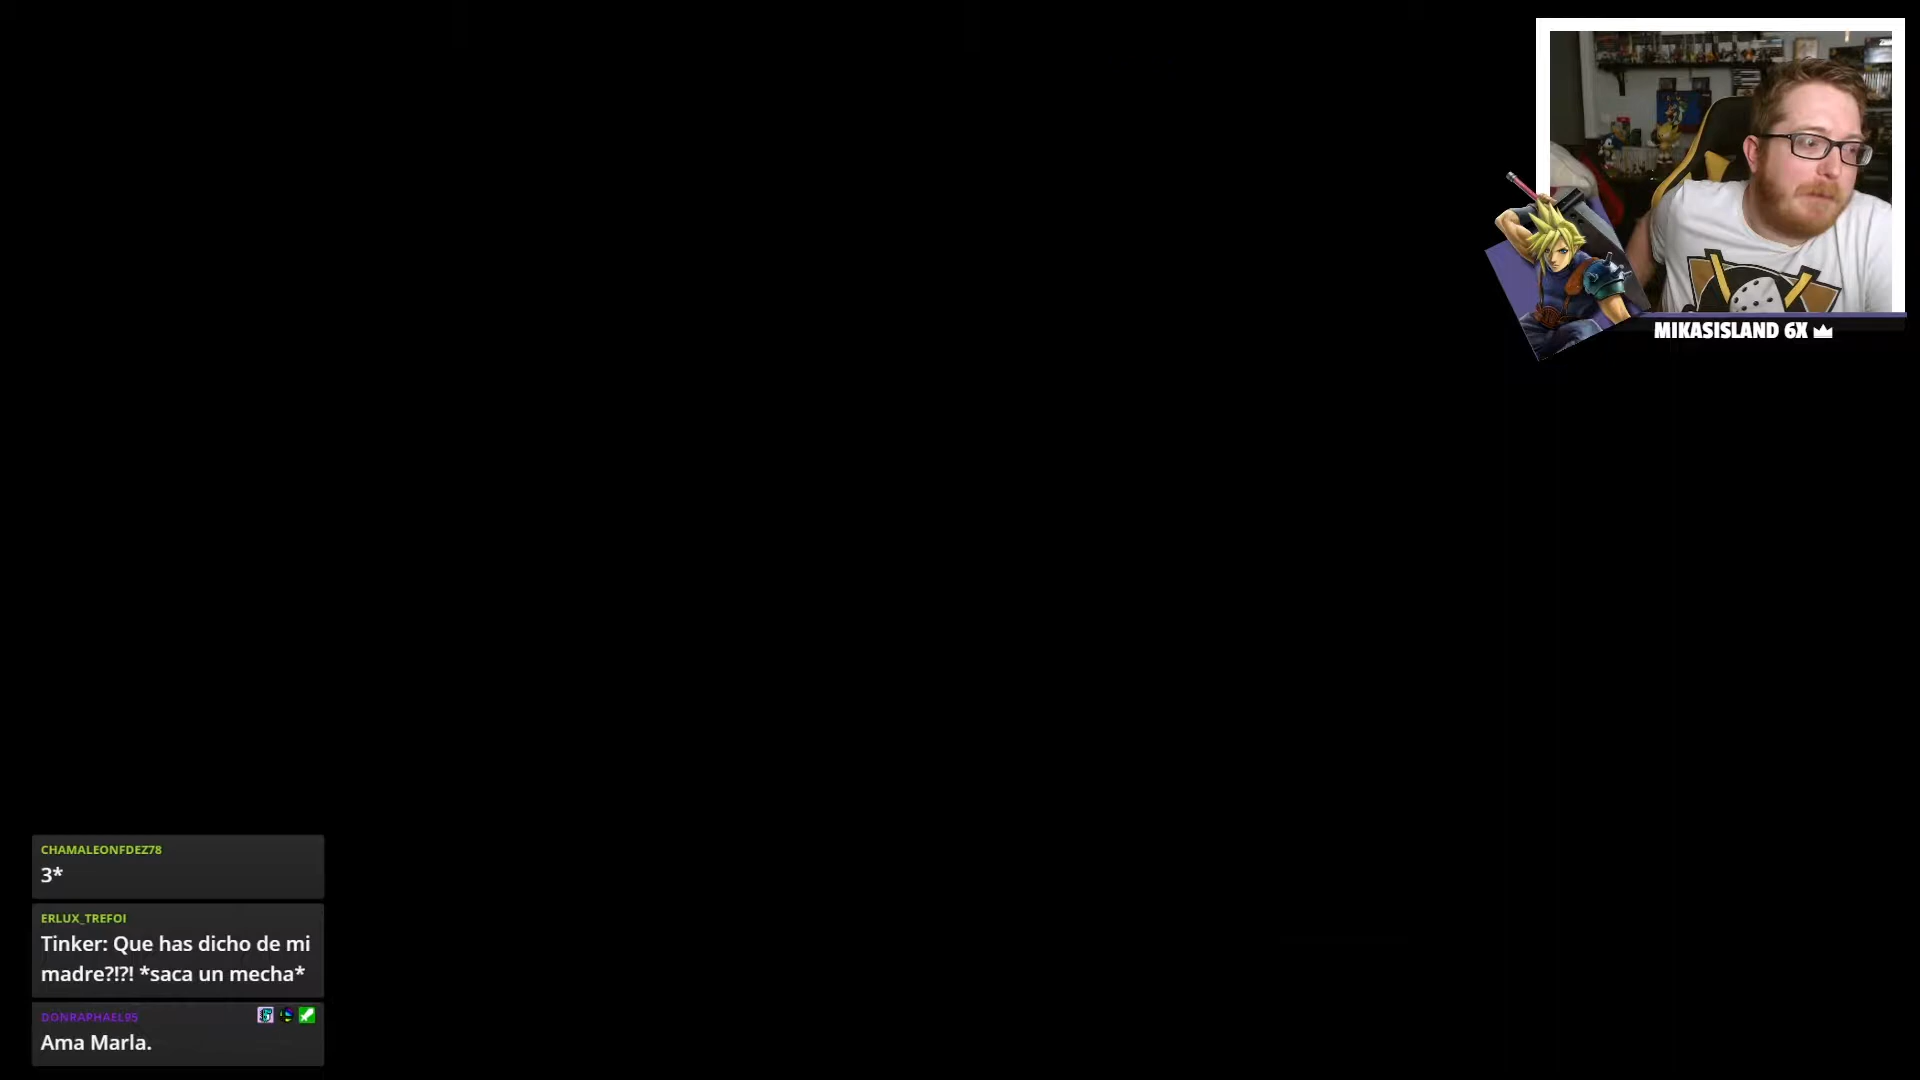 MIKASISLAND 6X
CHAMALEONFDEZ78
3*
ERLUX_TREFOI
Tinker: Que has dicho de mi
madre?!?! *saca un mecha*
DONRAPHAEL95
Ama Marla.